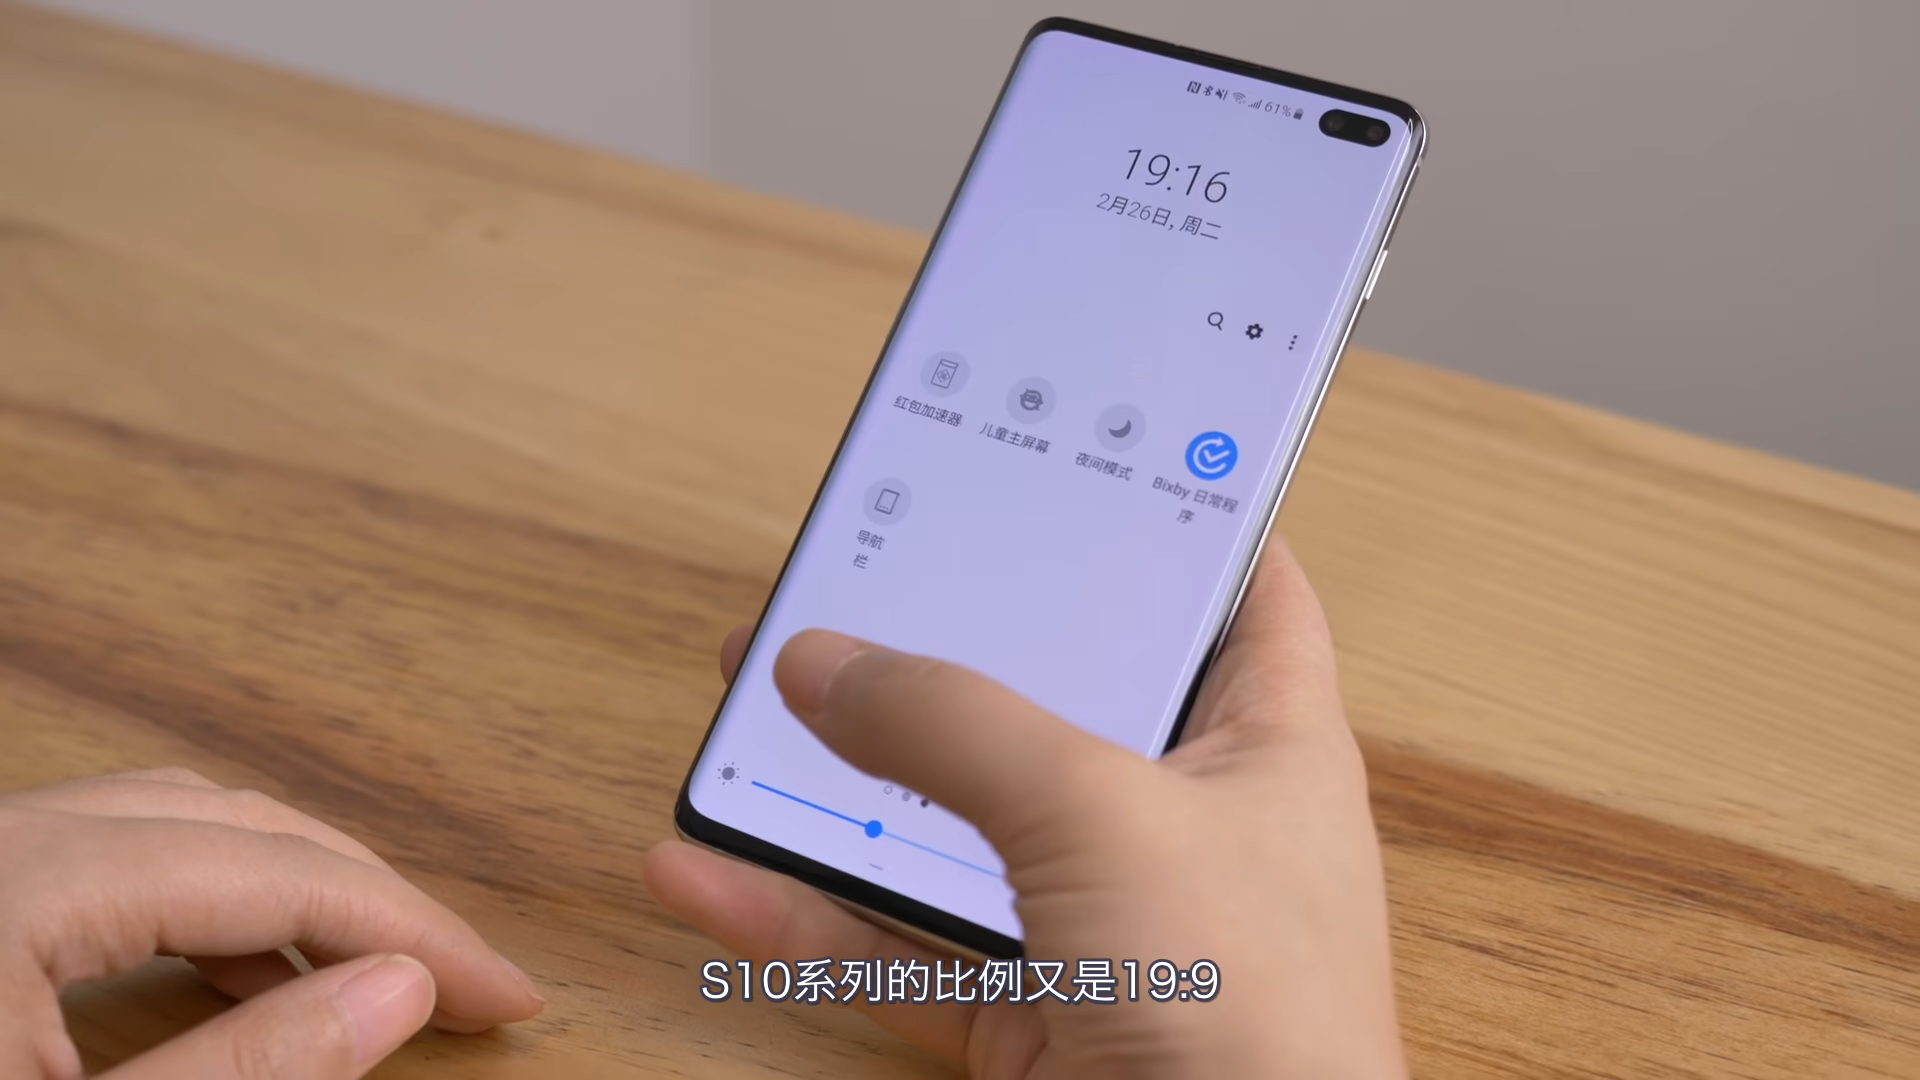 61%
19:16
2月26日, 周二
红包加速器
儿童主屏幕
夜间模式
Bixby 日常程
序
导航
栏
S10系列的比例又是19:9